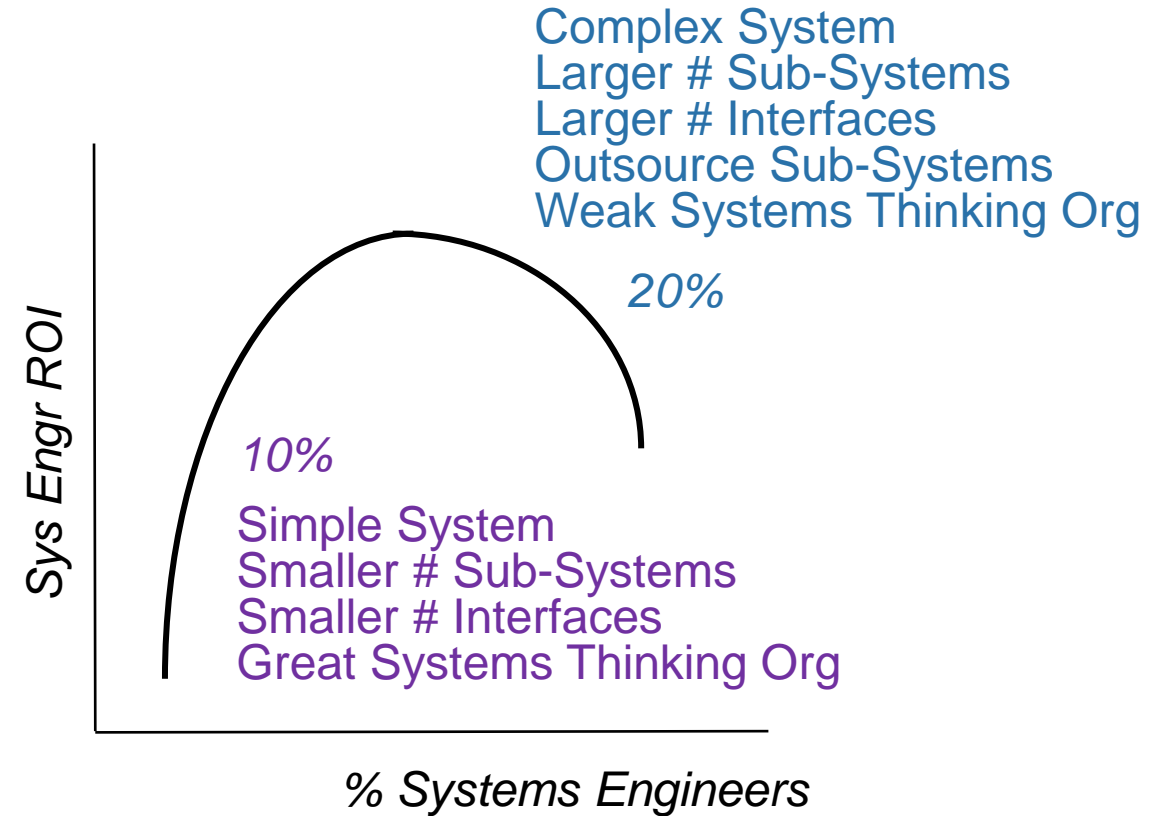 Complex System
Larger # Sub-Systems
Larger # Interfaces
Outsource Sub-Systems
Weak Systems Thinking Org
20%
Sys Engr ROI
10%
Simple System
Smaller # Sub-Systems
Smaller # Interfaces
Great Systems Thinking Org
% Systems Engineers